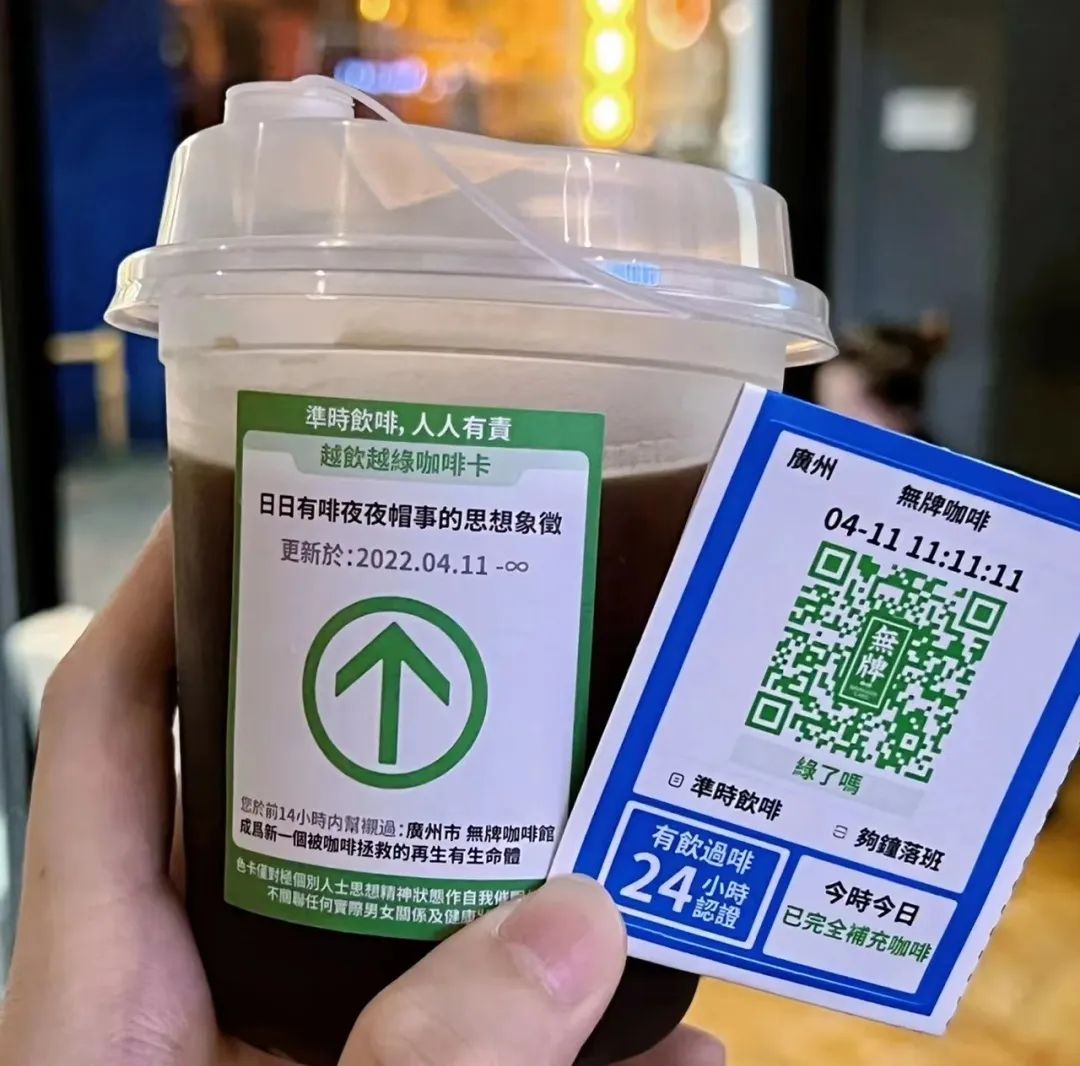 準時飲啡, 人人有責
越飲越綠咖啡卡
日日有啡夜夜帽事的思想象徵
更新於:2022.04.11 -∞
您於前14小時内幫襯過:廣州市 無牌咖啡館
成爲新一個被咖啡拯救的再生有生命體
色卡僅對極個別人士思想精神狀態作自我催
不關聯任何實際男女關係及健康
廣州
無牌咖啡
04-11 11:11:11
無牌
綠了嗎
準時飲啡
夠鐘落班
有飲過啡
24小時
認證
今時今日
已完全補充咖啡